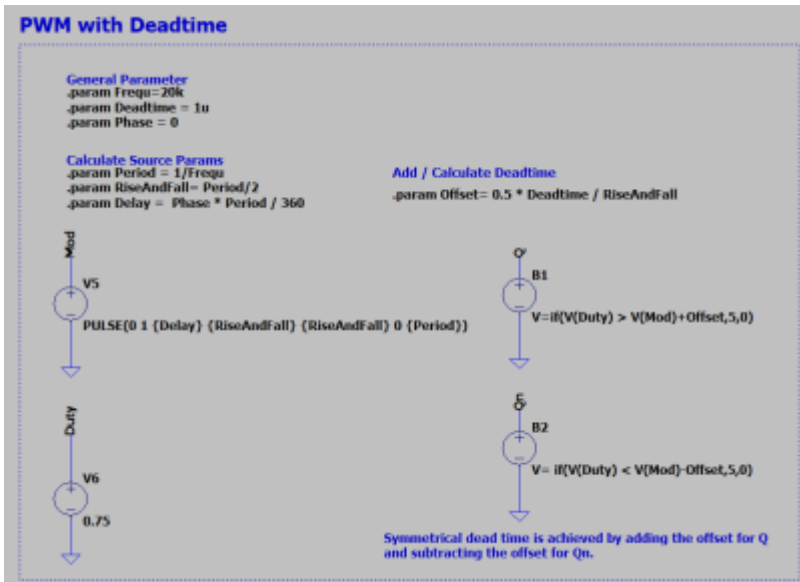 PWM with Deadtime
General Parameter
.param Frequ=20k
.param Deadtime = 1u
.param Phase = 0
Calculate Source Params
.param Period = 1/Frequ
.param RiseAndFall= Period/2
.param Delay = Phase * Period / 360
Add / Calculate Deadtime
.param Offset= 0.5 * Deadtime / RiseAndFall
Mod
V5
PULSE(0 1 {Delay} {RiseAndFall} {RiseAndFall} 0 {Period})
B1
V=if(V(Duty) > V(Mod)+Offset,5,0)
Duty
V6
0.75
B2
V= if(V(Duty) < V(Mod)-Offset,5,0)
Symmetrical dead time is achieved by adding the offset for Q
and subtracting the offset for Qn.